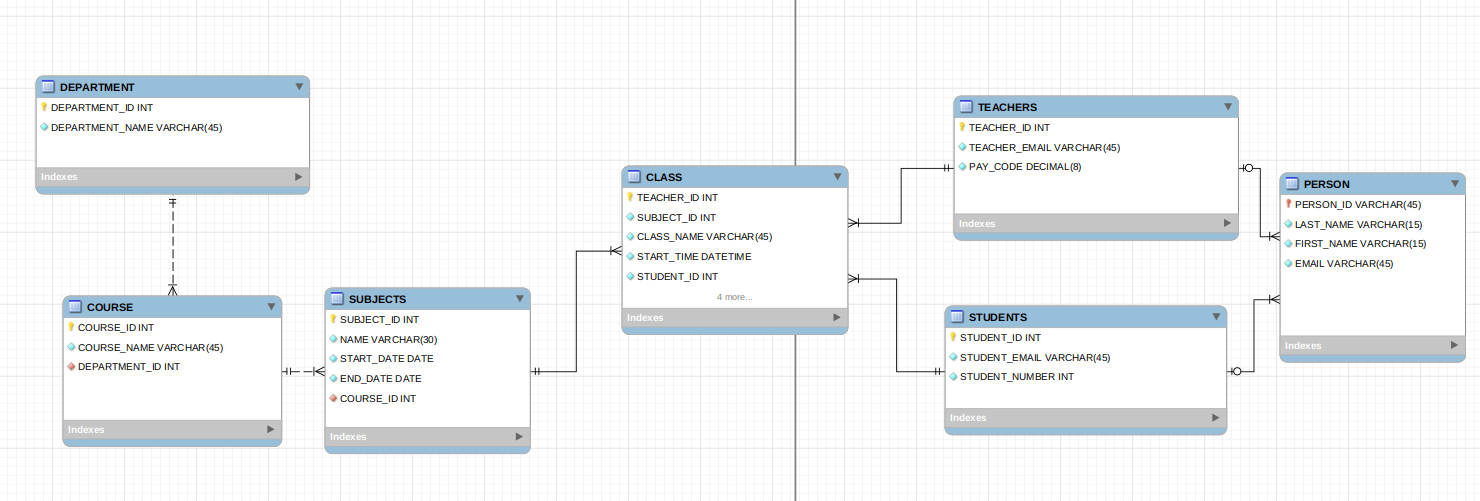 DEPARTMENT
DEPARTMENT_ID INT
DEPARTMENT_NAME VARCHAR(45)
Indexes
COURSE
COURSE_ID INT
COURSE_NAME VARCHAR(45)
DEPARTMENT_ID INT
Indexes
SUBJECTS
SUBJECT_ID INT
NAME VARCHAR(30)
START_DATE DATE
END_DATE DATE
COURSE_ID INT
Indexes
CLASS
TEACHER_ID INT
SUBJECT_ID INT
CLASS_NAME VARCHAR(45)
START_TIME DATETIME
STUDENT_ID INT
4 more...
Indexes
TEACHERS
TEACHER_ID INT
TEACHER_EMAIL VARCHAR(45)
PAY_CODE DECIMAL(8)
Indexes
STUDENTS
STUDENT_ID INT
STUDENT_EMAIL VARCHAR(45)
STUDENT_NUMBER INT
Indexes
PERSON
PERSON_ID VARCHAR(45)
LAST_NAME VARCHAR(15)
FIRST_NAME VARCHAR(15)
EMAIL VARCHAR(45)
Indexes